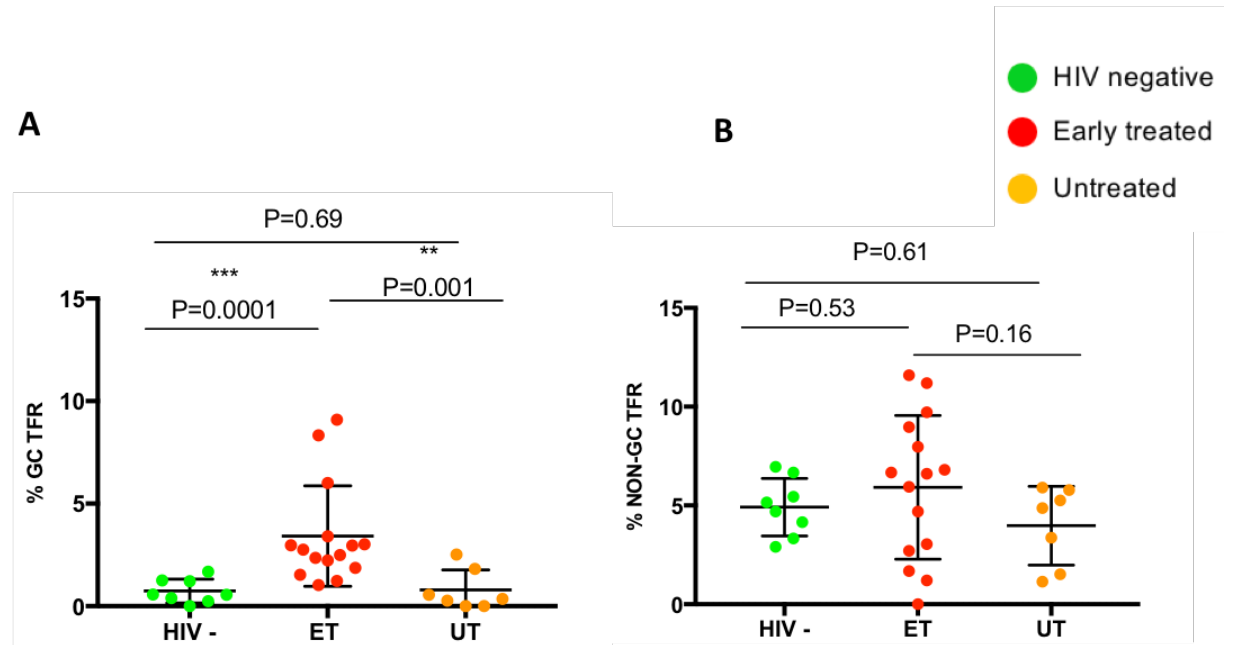 HIV negative
Early treated
Untreated
A
B
P=0.69
**
***
P=0.001
P=0.0001
15
10
5
0
% GC TFR
HIV -
ET
UT
P=0.61
P=0.53
P=0.16
15
10
5
0
% NON-GC TFR
HIV -
ET
UT